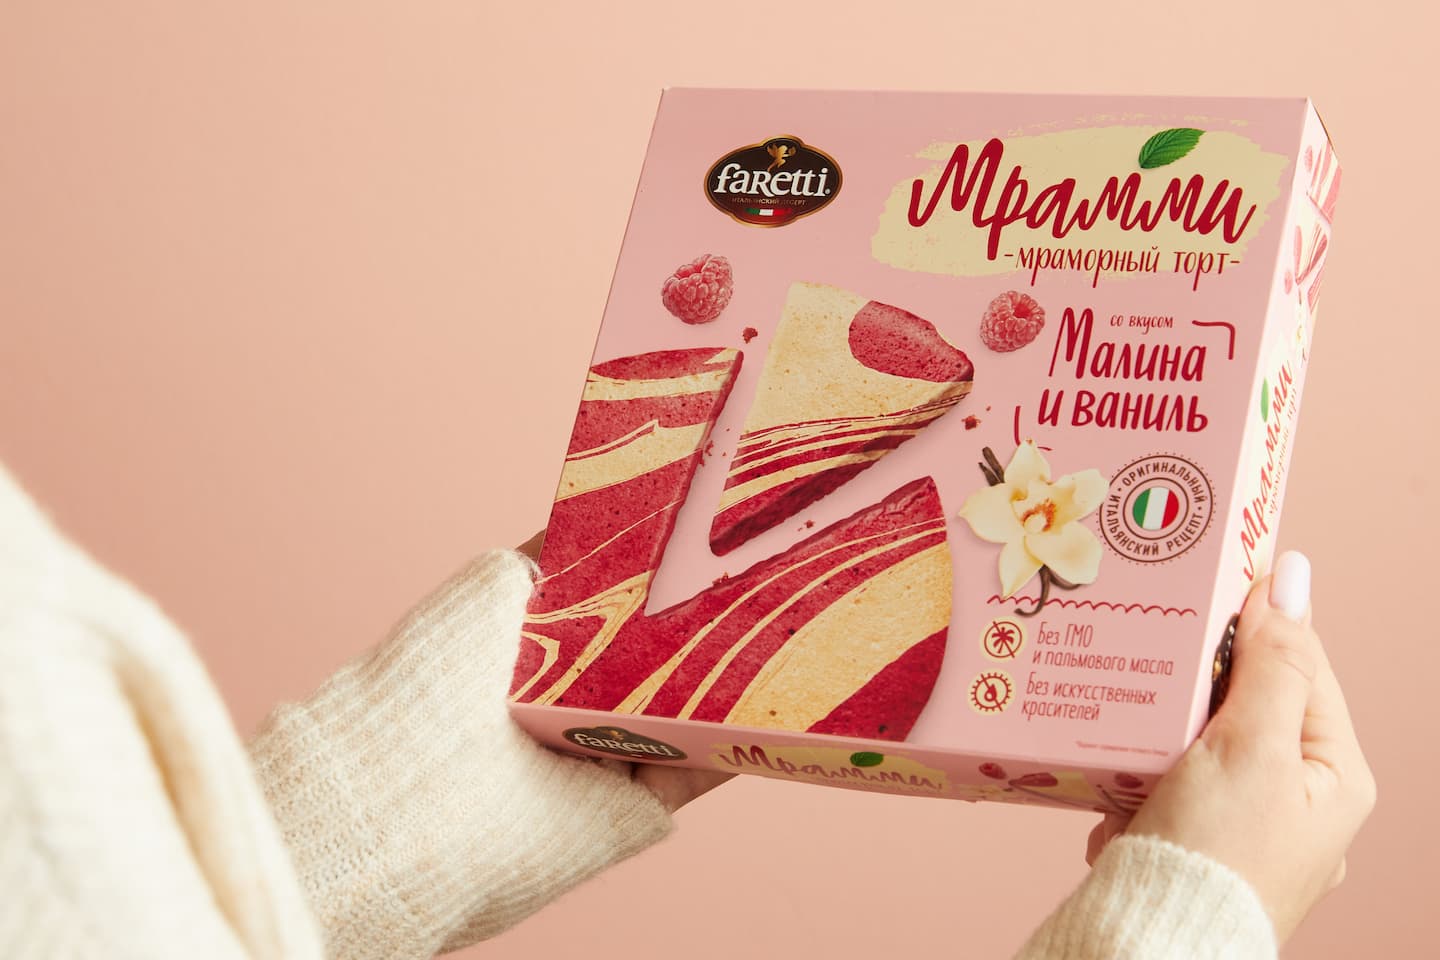 faRetti
ИТАЛЬЯНСКИЙ ДЕСЕРТ
Мрамми
-мраморный торт-
со вкусом
Малина
и ваниль
ОРИГИНАЛЬНЫЙ
ИТАЛЬЯНСКИЙ РЕЦЕПТ
Без ГМО
и пальмового масла
Без искусственных
красителей
faRetti
Мрамми
Мрамми